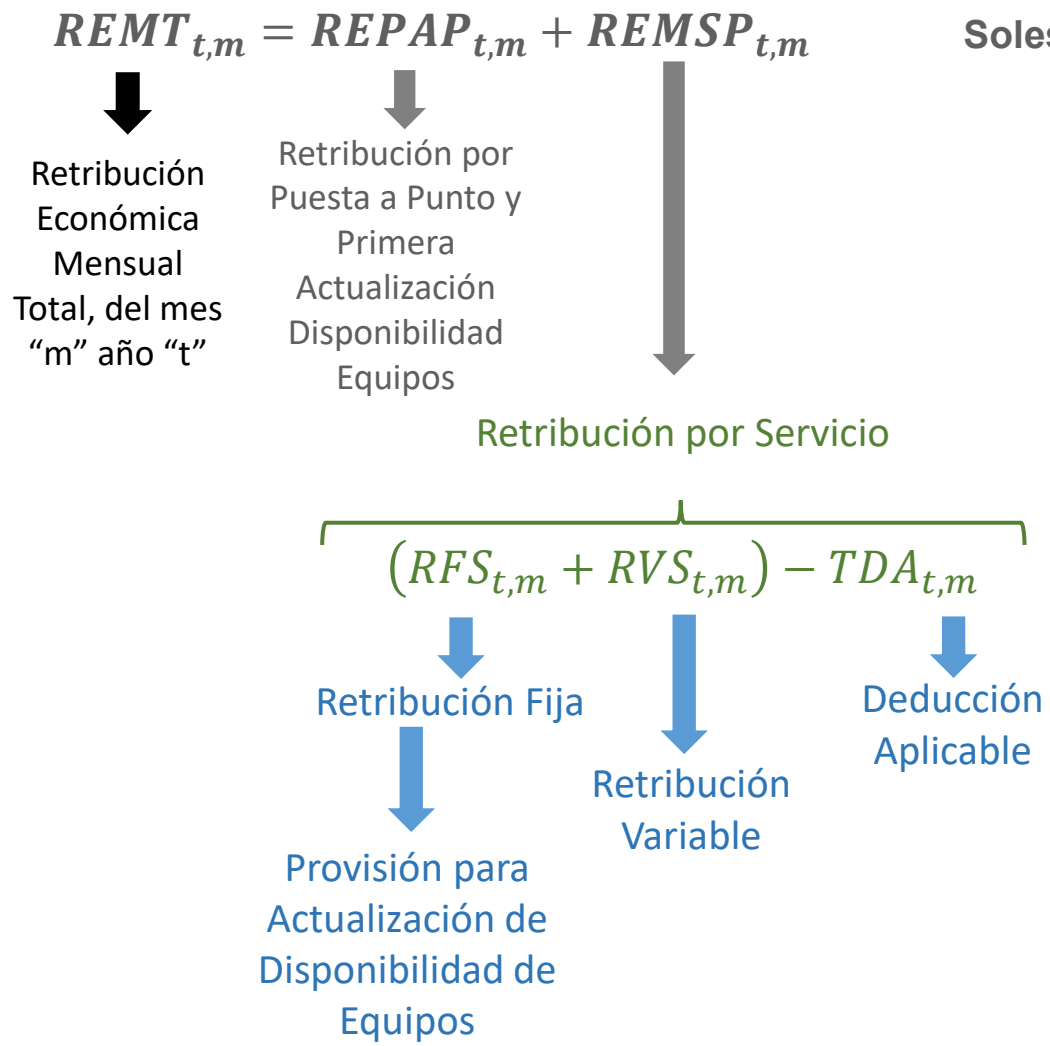 REMT_{t,m} = REPAP_{t,m} + REMSP_{t,m}
Soles
Retribución
Económica
Mensual
Total, del mes
“m” año “t”
Retribución por
Puesta a Punto y
Primera
Actualización
Disponibilidad
Equipos
Retribución por Servicio
(RFS_{t,m} + RVS_{t,m}) − TDA_{t,m}
Retribución Fija
Provisión para
Actualización de
Disponibilidad de
Equipos
Retribución
Variable
Deducción
Aplicable